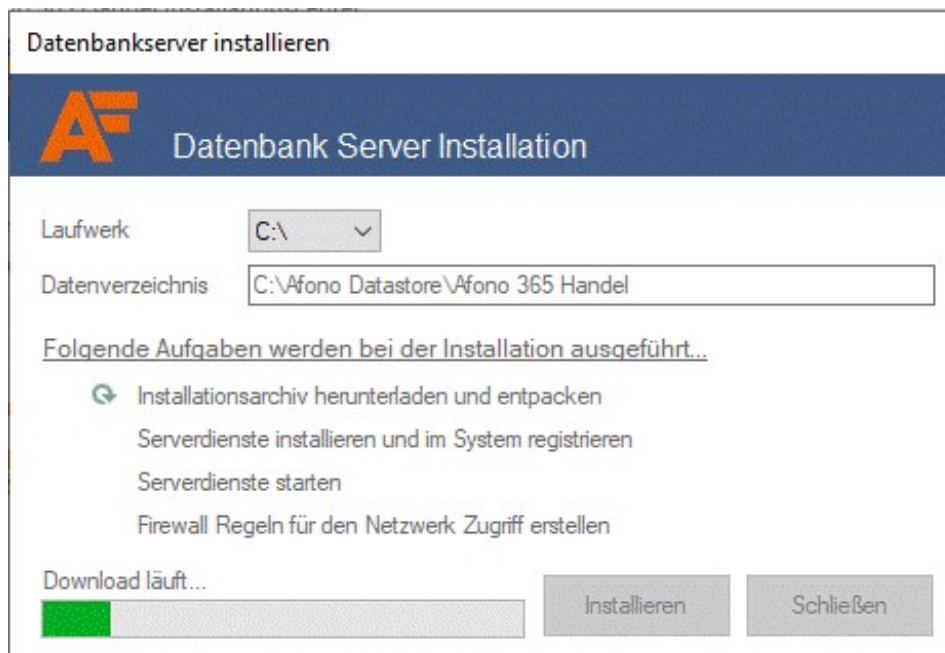 Datenbankserver installieren
AF
Datenbank Server Installation
Laufwerk
C:\
Datenverzeichnis
C:\Afono Datastore\Afono 365 Handel
Folgende Aufgaben werden bei der Installation ausgeführt...
Installationsarchiv herunterladen und entpacken
Serverdienste installieren und im System registrieren
Serverdienste starten
Firewall Regeln für den Netzwerk Zugriff erstellen
Download läuft...
Installieren
Schließen